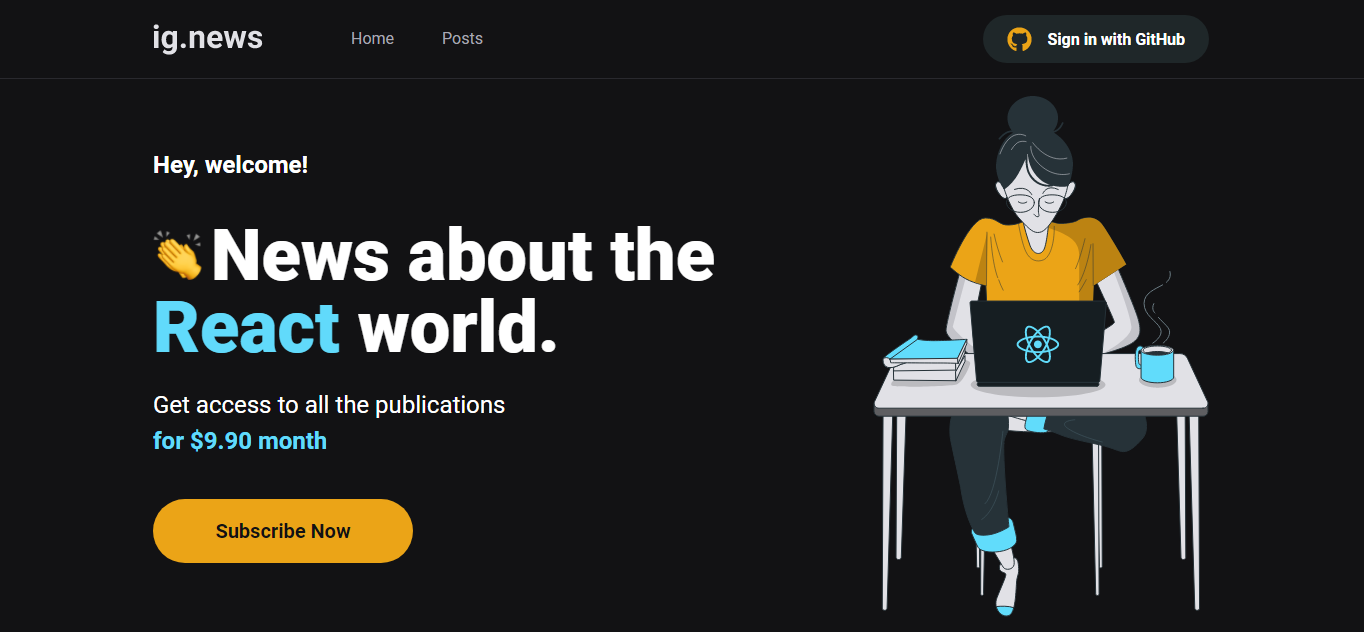 ig.news
Home
Posts
Sign in with GitHub
Hey, welcome!
👏News about the
React world.
Get access to all the publications
for $9.90 month
Subscribe Now